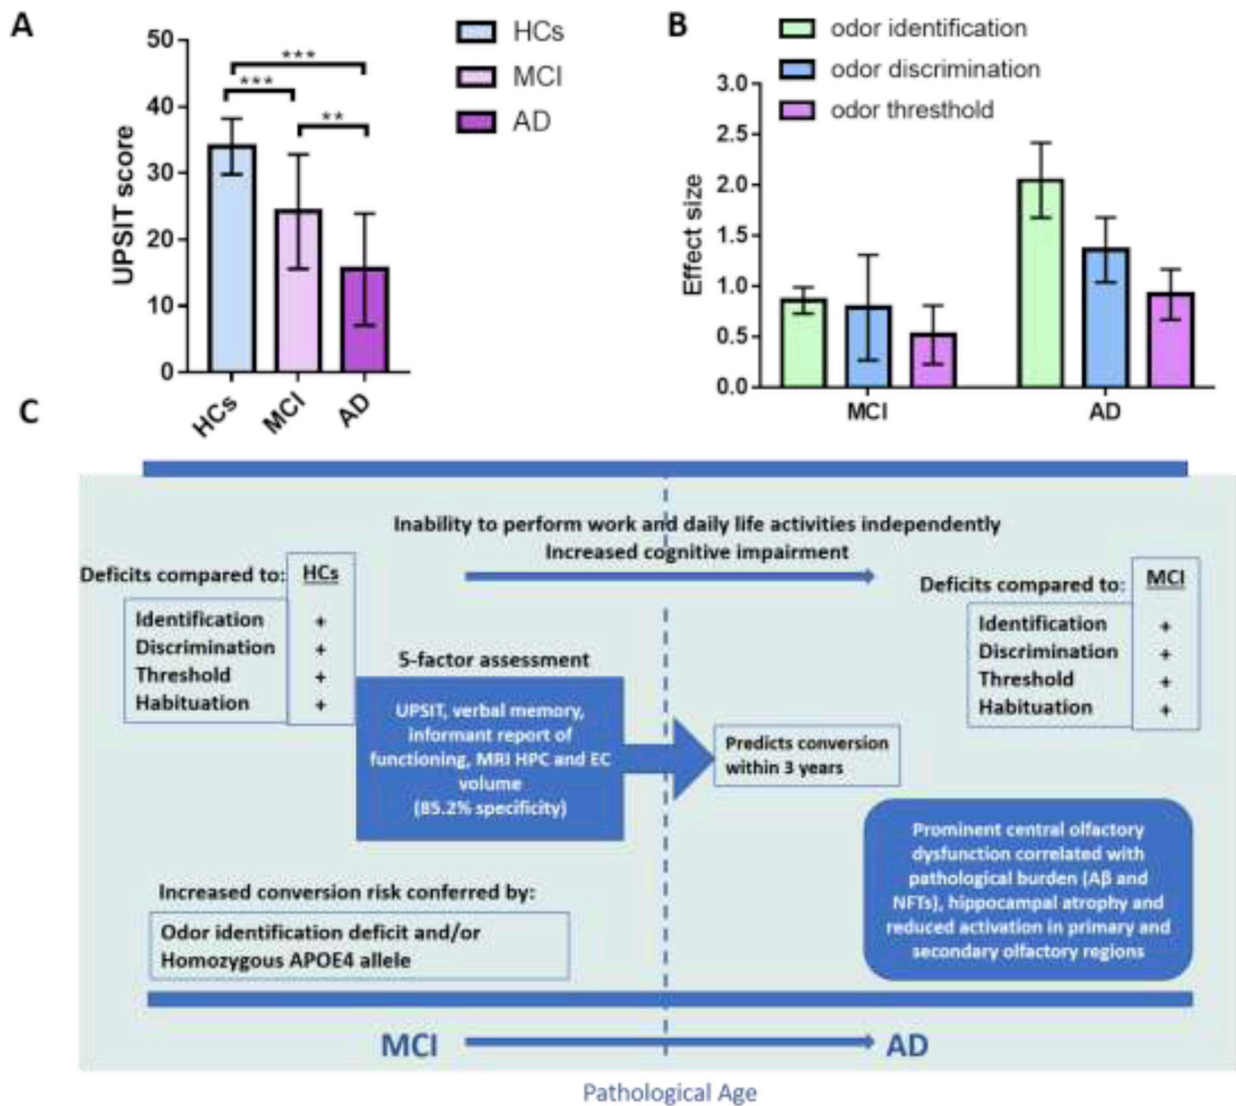 A
50
40
30
20
10
0
UPSIT score
***
***
**
HCs
MCI
AD
HCs
MCI
AD
B
odor identification
odor discrimination
odor thresthold
3.0
2.5
2.0
1.5
1.0
0.5
0.0
Effect size
MCI
AD
C
Inability to perform work and daily life activities independently
Increased cognitive impairment
Deficits compared to:
HCs
Identification +
Discrimination +
Threshold +
Habituation +
5-factor assessment
UPSIT, verbal memory,
informant report of
functioning, MRI HPC and EC
volume
(85.2% specificity)
Predicts conversion
within 3 years
Deficits compared to:
MCI
Identification +
Discrimination +
Threshold +
Habituation +
Prominent central olfactory
dysfunction correlated with
pathological burden (Aβ and
NFTs), hippocampal atrophy and
reduced activation in primary and
secondary olfactory regions
Increased conversion risk conferred by:
Odor identification deficit and/or
Homozygous APOE4 allele
MCI
AD
Pathological Age